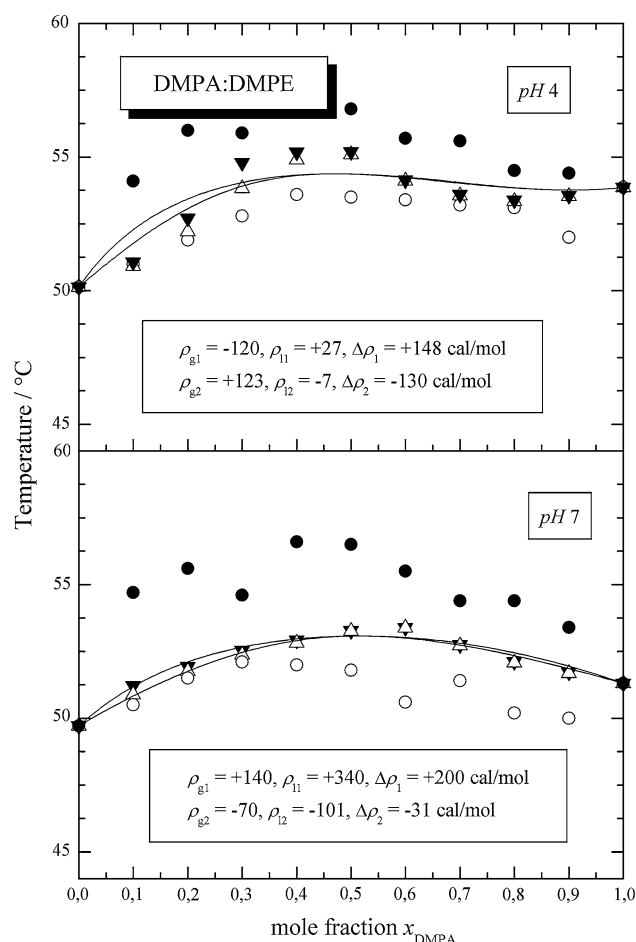 60
DMPA:DMPE
pH 4
55
50
ρg1 = -120, ρl1 = +27, Δρ1 = +148 cal/mol
ρg2 = +123, ρl2 = -7, Δρ2 = -130 cal/mol
45
Temperature / °C
60
pH 7
55
50
ρg1 = +140, ρl1 = +340, Δρ1 = +200 cal/mol
ρg2 = -70, ρl2 = -101, Δρ2 = -31 cal/mol
45
0,0 0,1 0,2 0,3 0,4 0,5 0,6 0,7 0,8 0,9 1,0
mole fraction xDMPA